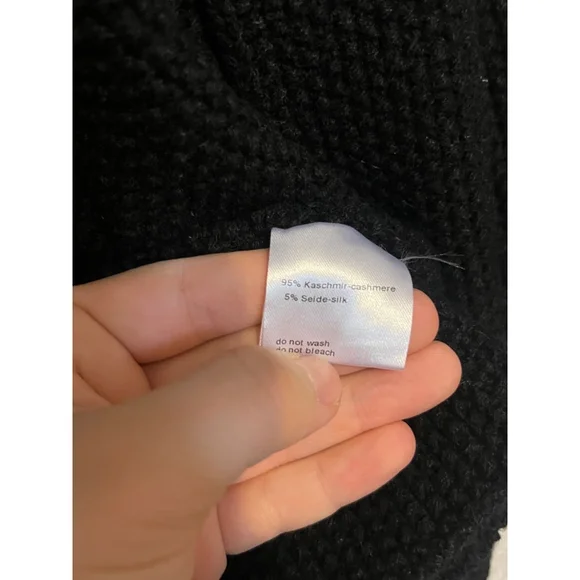 95% Kaschmir-cashmere
5% Seide-silk
do not wash
do not bleach